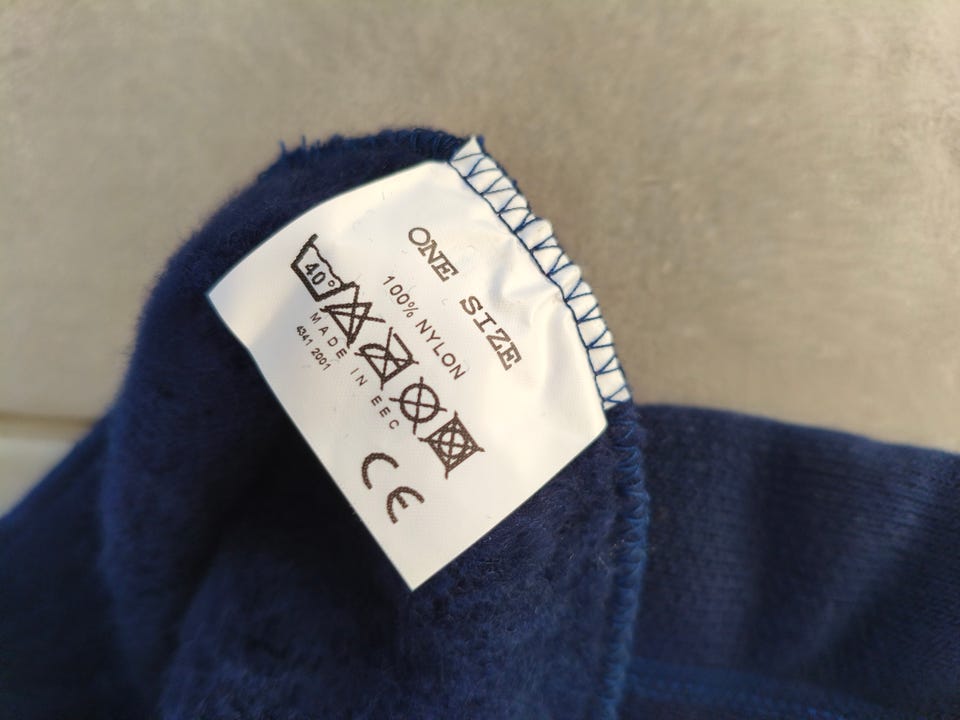 ONE SIZE
100% NYLON
40°
MADE IN EEC
4341 2001
CE